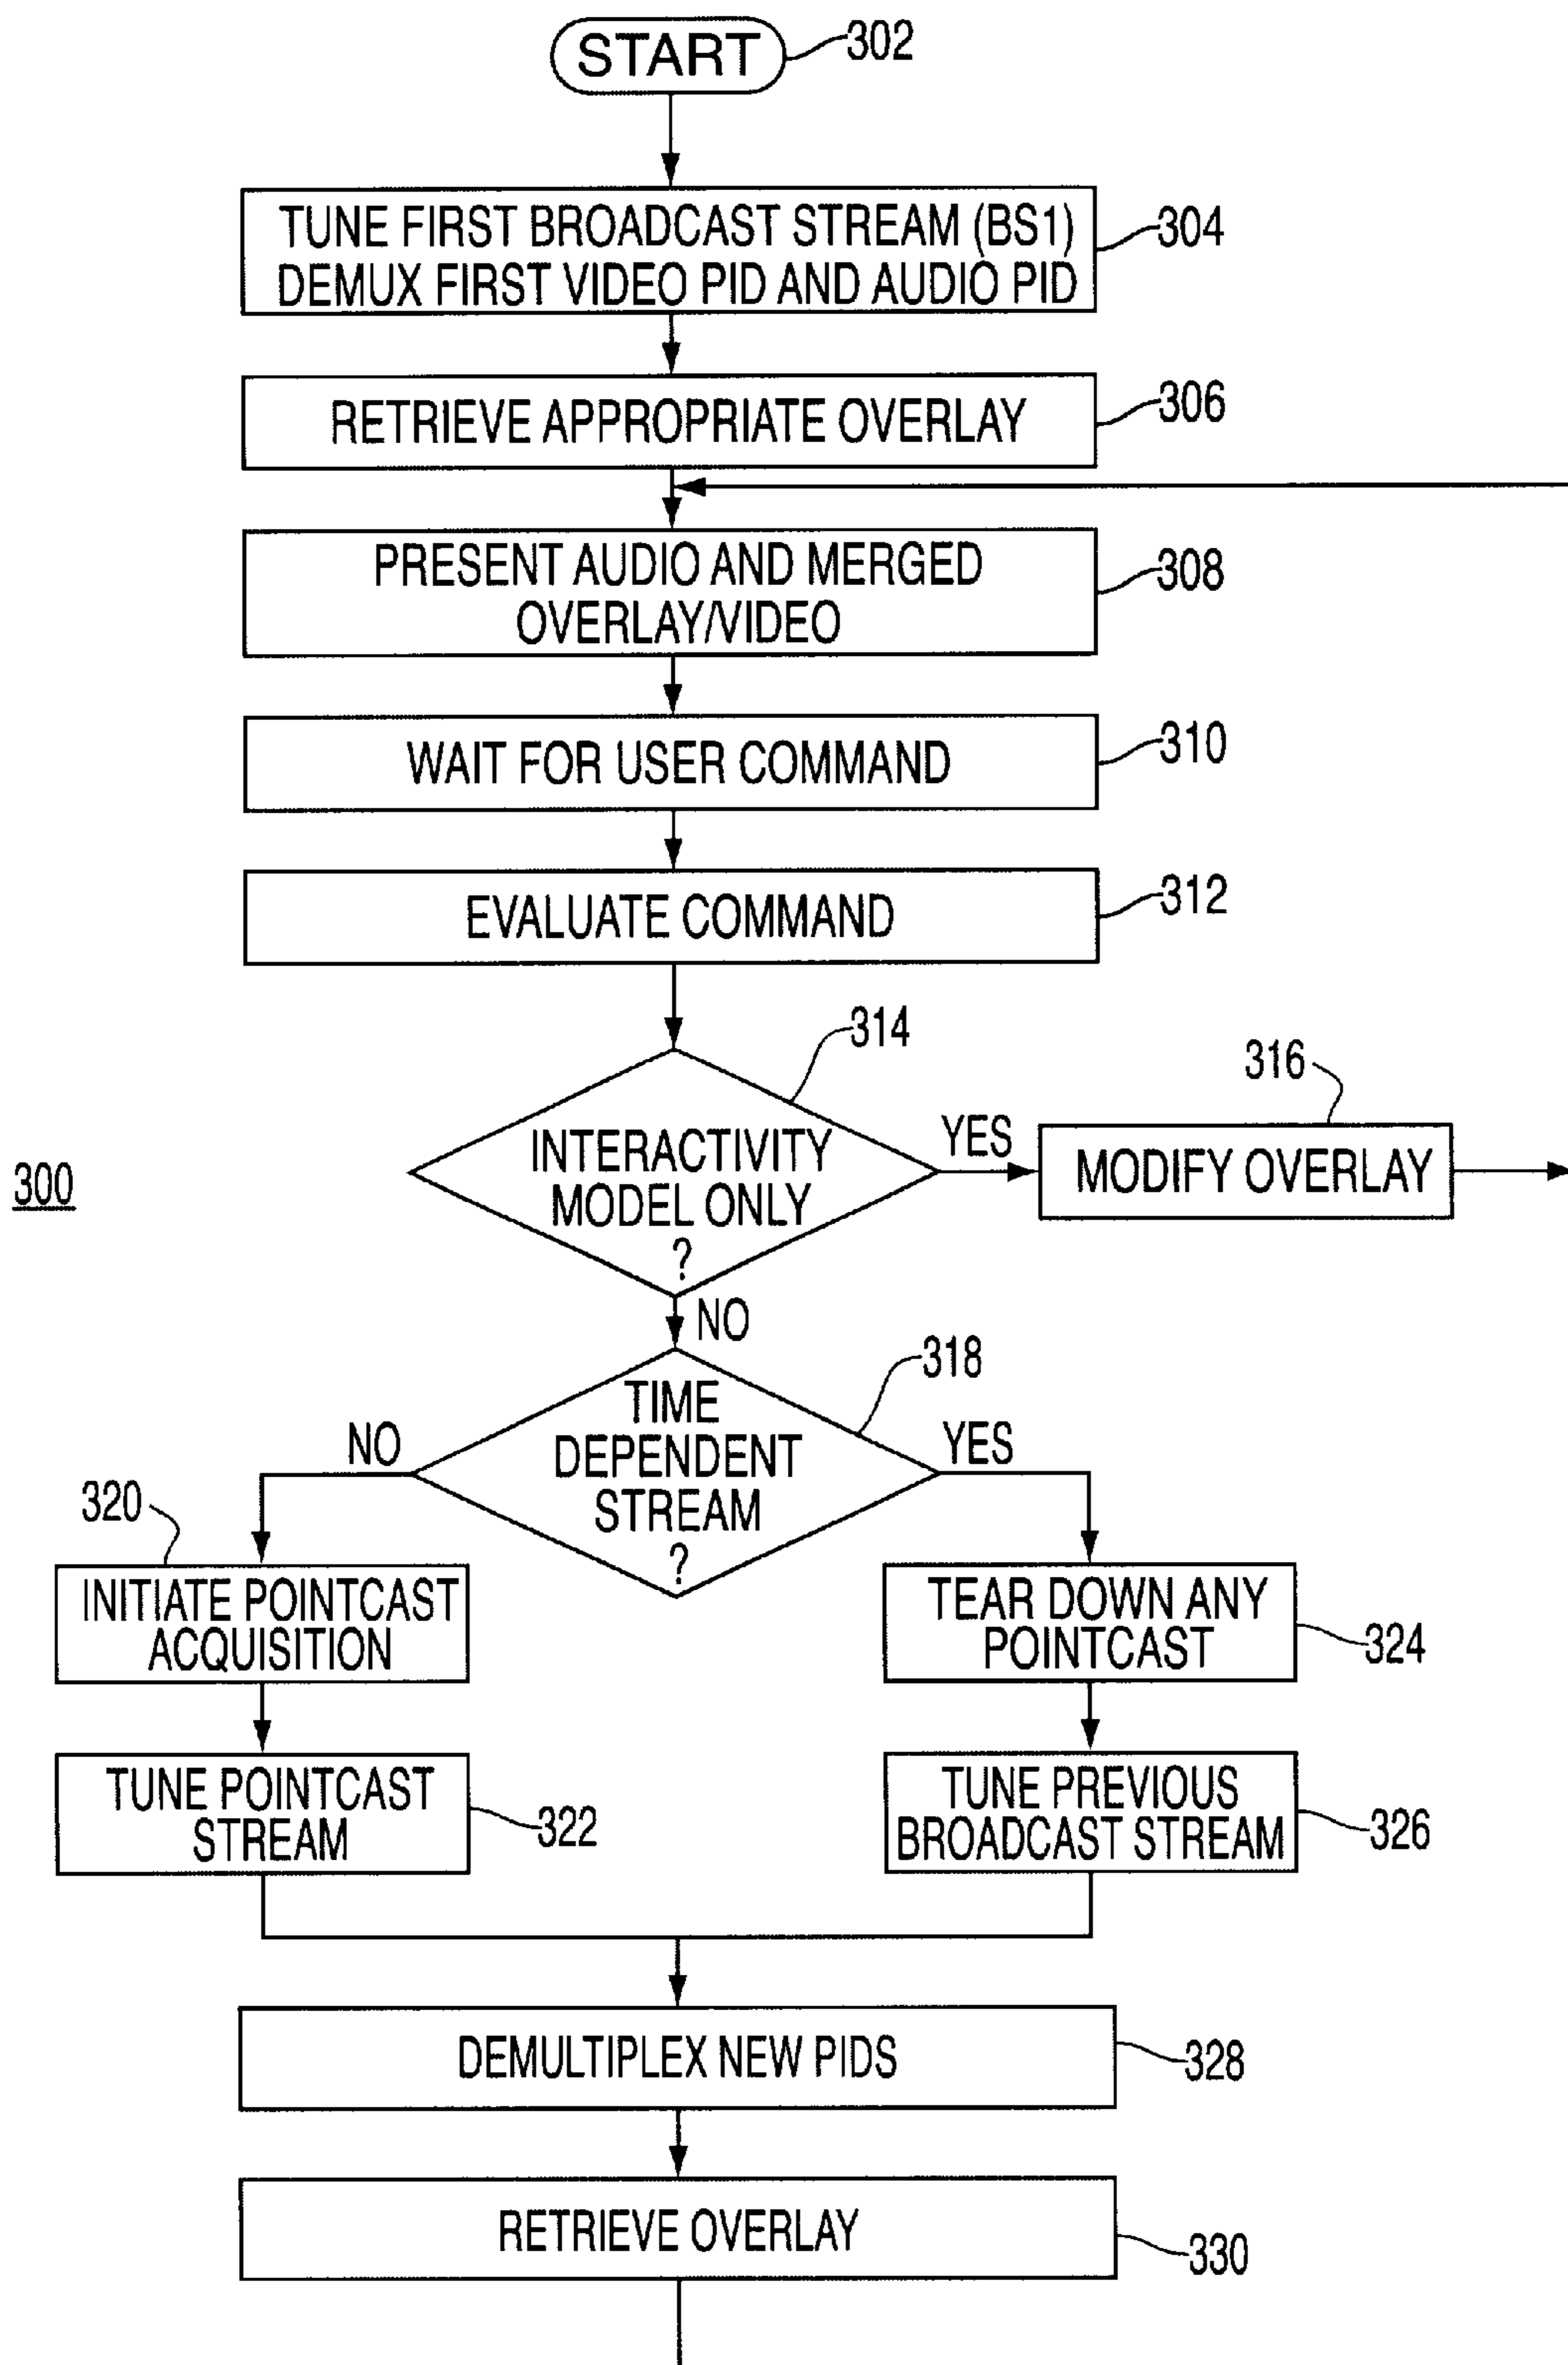 START
302
TUNE FIRST BROADCAST STREAM (BS1)
DEMUX FIRST VIDEO PID AND AUDIO PID
304
RETRIEVE APPROPRIATE OVERLAY
306
PRESENT AUDIO AND MERGED
OVERLAY/VIDEO
308
WAIT FOR USER COMMAND
310
EVALUATE COMMAND
312
314
INTERACTIVITY
MODEL ONLY
?
YES
316
MODIFY OVERLAY
300
NO
318
TIME
DEPENDENT
STREAM
?
NO
YES
320
INITIATE POINTCAST
ACQUISITION
TEAR DOWN ANY
POINTCAST
324
TUNE POINTCAST
STREAM
322
TUNE PREVIOUS
BROADCAST STREAM
326
DEMULTIPLEX NEW PIDS
328
RETRIEVE OVERLAY
330